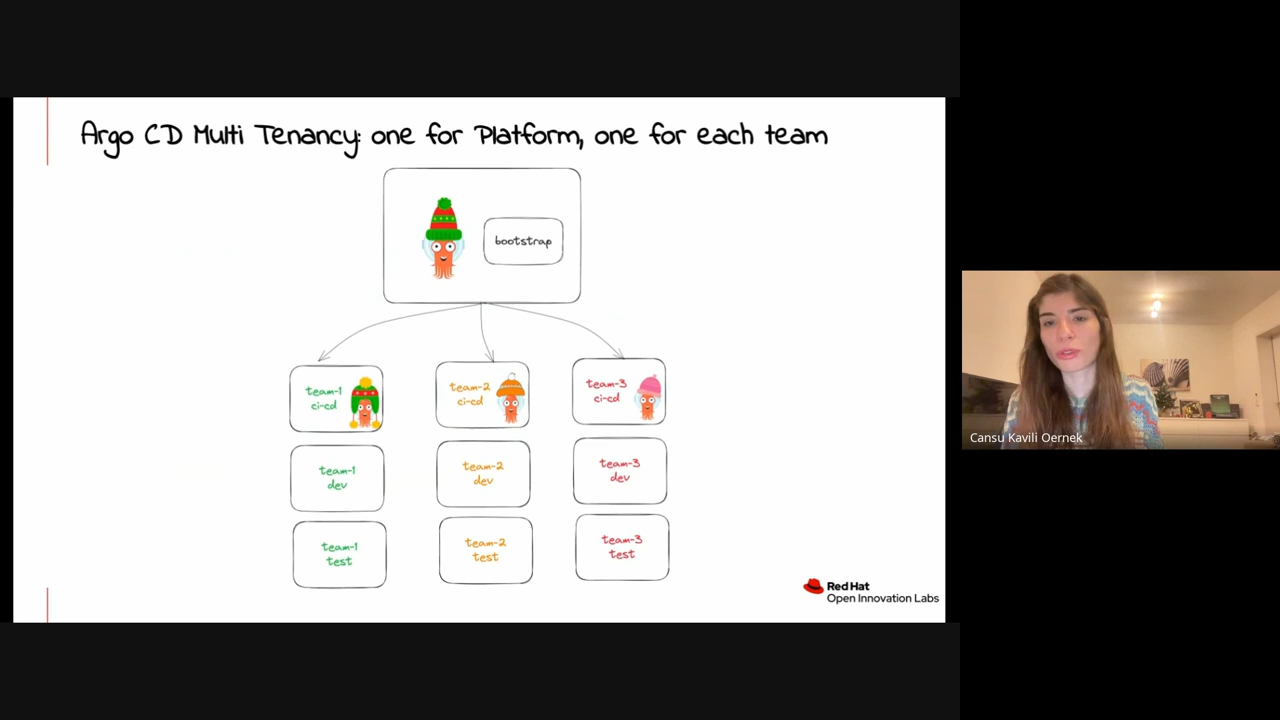 Argo CD Multi Tenancy: one for Platform, one for each team
bootstrap
team-1
ci-cd
team-2
ci-cd
team-3
ci-cd
team-1
dev
team-2
dev
team-3
dev
team-1
test
team-2
test
team-3
test
Red Hat
Open Innovation Labs
Cansu Kavili Oernek